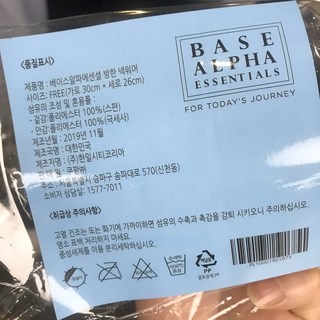 <품질표시>
제품명 : 베이스알파에센셜 방한 넥워머
사이즈: FREE(가로 30cm * 세로 26cm)
섬유의 조성 및 혼용률 :
- 겉감:폴리에스터 100%(스판)
- 안감:폴리에스터 100%(극세사)
제조년월 : 2019년 11월
제조국명 : 대한민국
제조자명 : (주)한일시티코리아
판매원 : 쿠팡㈜
주소 : 서울특별시 송파구 송파대로 570(신천동)
소비자 상담실: 1577-7011
<취급상 주의사항>
고열 건조는 또는 화기에 가까이하면 섬유의 수축과 촉감을 감퇴 시키오니 주의하십시오.
염소 표백 처리하지 마세요.
중성세제를 미용 분리세탁하십시오.
BASE
ALPHA
ESSENTIALS
FOR TODAY'S JOURNEY
PP